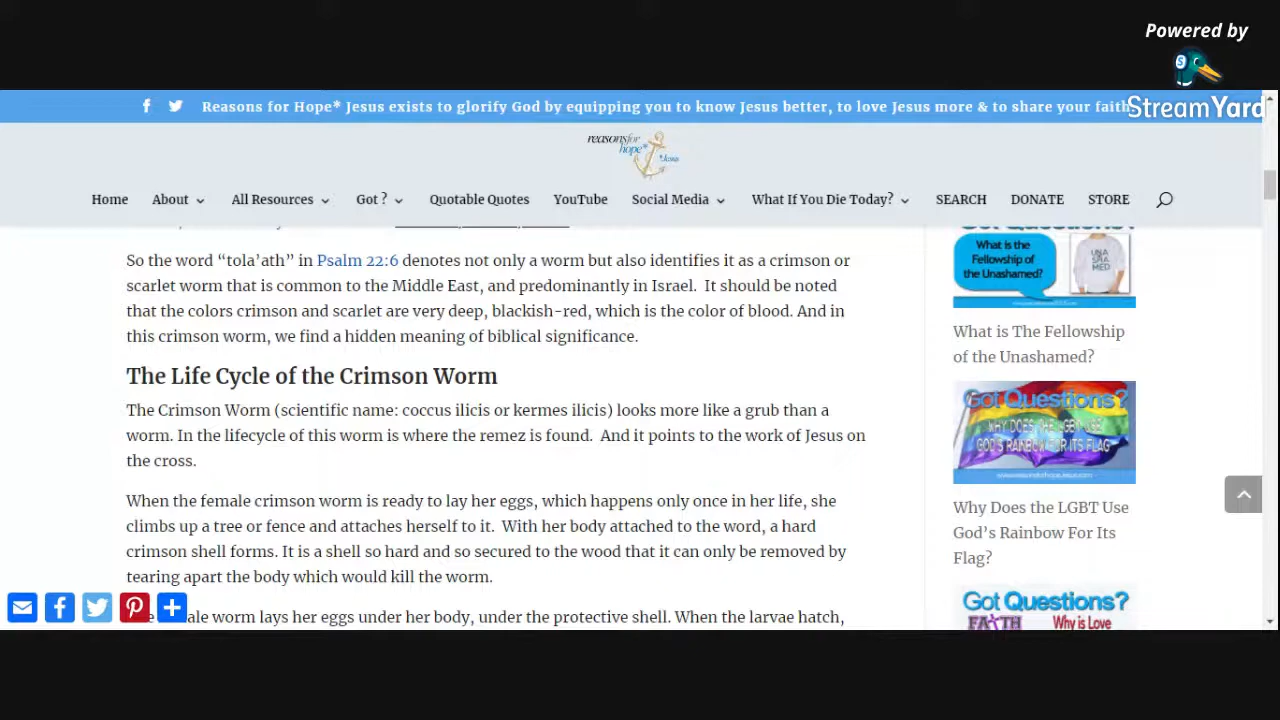 Powered by
StreamYard
Reasons for Hope* Jesus exists to glorify God by equipping you to know Jesus better, to love Jesus more & to share your faith
reasons for
hope*
*Jesus
Home About All Resources Got ? Quotable Quotes YouTube Social Media What If You Die Today? SEARCH DONATE STORE
So the word “tola’ath” in Psalm 22:6 denotes not only a worm but also identifies it as a crimson or
scarlet worm that is common to the Middle East, and predominantly in Israel. It should be noted
that the colors crimson and scarlet are very deep, blackish-red, which is the color of blood. And in
this crimson worm, we find a hidden meaning of biblical significance.
The Life Cycle of the Crimson Worm
The Crimson Worm (scientific name: coccus ilicis or kermes ilicis) looks more like a grub than a
worm. In the lifecycle of this worm is where the remez is found. And it points to the work of Jesus on
the cross.
When the female crimson worm is ready to lay her eggs, which happens only once in her life, she
climbs up a tree or fence and attaches herself to it. With her body attached to the word, a hard
crimson shell forms. It is a shell so hard and so secured to the wood that it can only be removed by
tearing apart the body which would kill the worm.
ale worm lays her eggs under her body, under the protective shell. When the larvae hatch,
What is the
Fellowship of
the Unashamed?
UNA
SHA
MED
What is The Fellowship
of the Unashamed?
Got Questions?
WHY DOES THE LGBT USE
GOD'S RAINBOW FOR ITS FLAG?
Why Does the LGBT Use
God’s Rainbow For Its
Flag?
Got Questions?
FAITH Why is Love